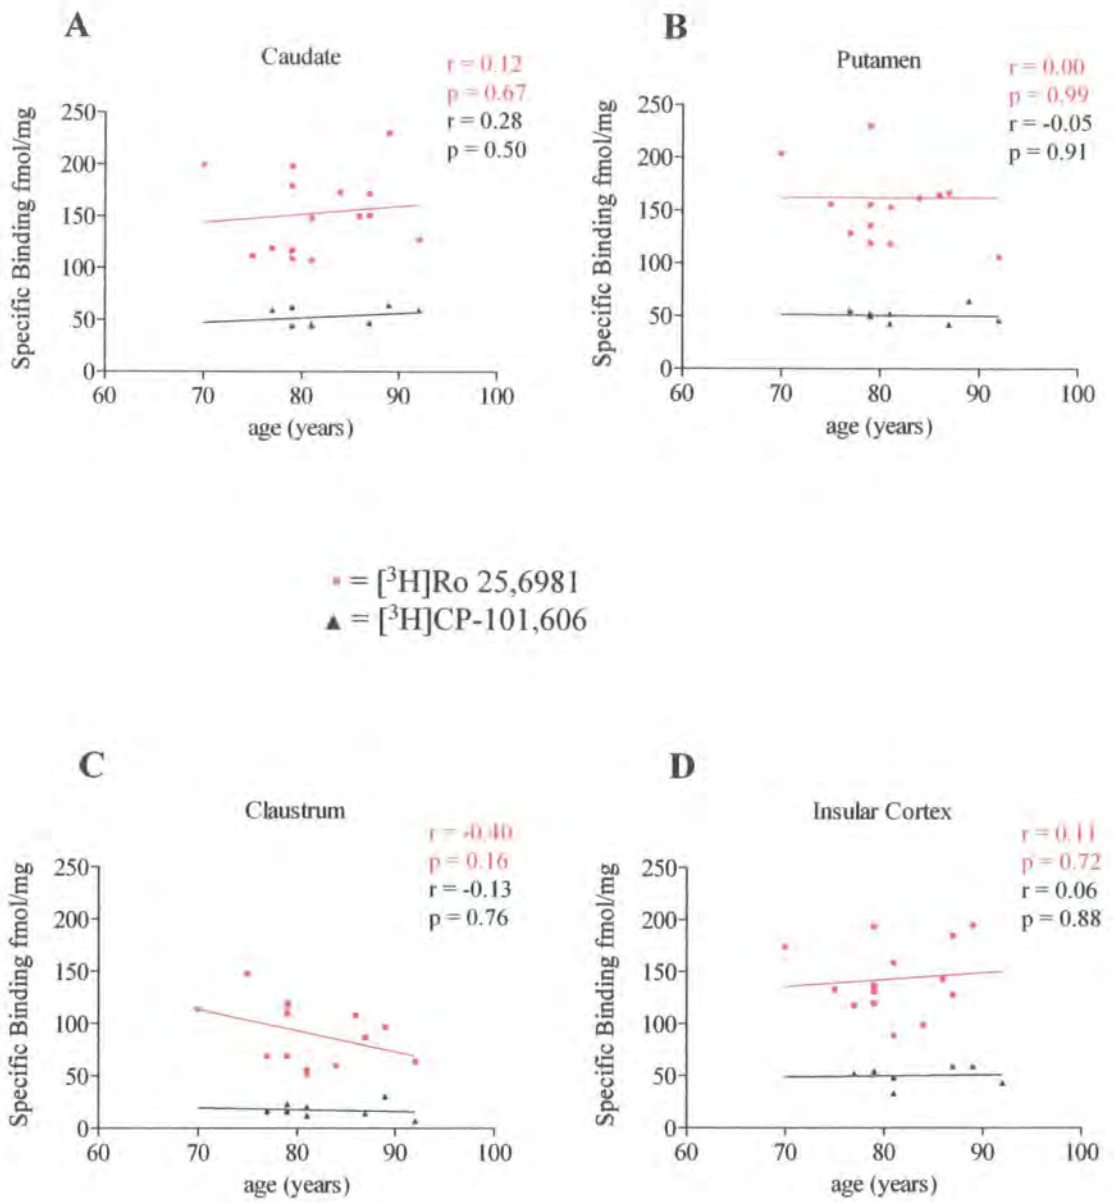 A
Caudate
r = 0.12
p = 0.67
r = 0.28
p = 0.50
Specific Binding fmol/mg
250
200
150
100
50
0
60 70 80 90 100
age (years)
B
Putamen
r = 0.00
p = 0.99
r = -0.05
p = 0.91
Specific Binding fmol/mg
250
200
150
100
50
0
60 70 80 90 100
age (years)
▪ = [³H]Ro 25,6981
▲ = [³H]CP-101,606
C
Claustrum
r = -0.40
p = 0.16
r = -0.13
p = 0.76
Specific Binding fmol/mg
250
200
150
100
50
0
60 70 80 90 100
age (years)
D
Insular Cortex
r = 0.11
p = 0.72
r = 0.06
p = 0.88
Specific Binding fmol/mg
250
200
150
100
50
0
60 70 80 90 100
age (years)